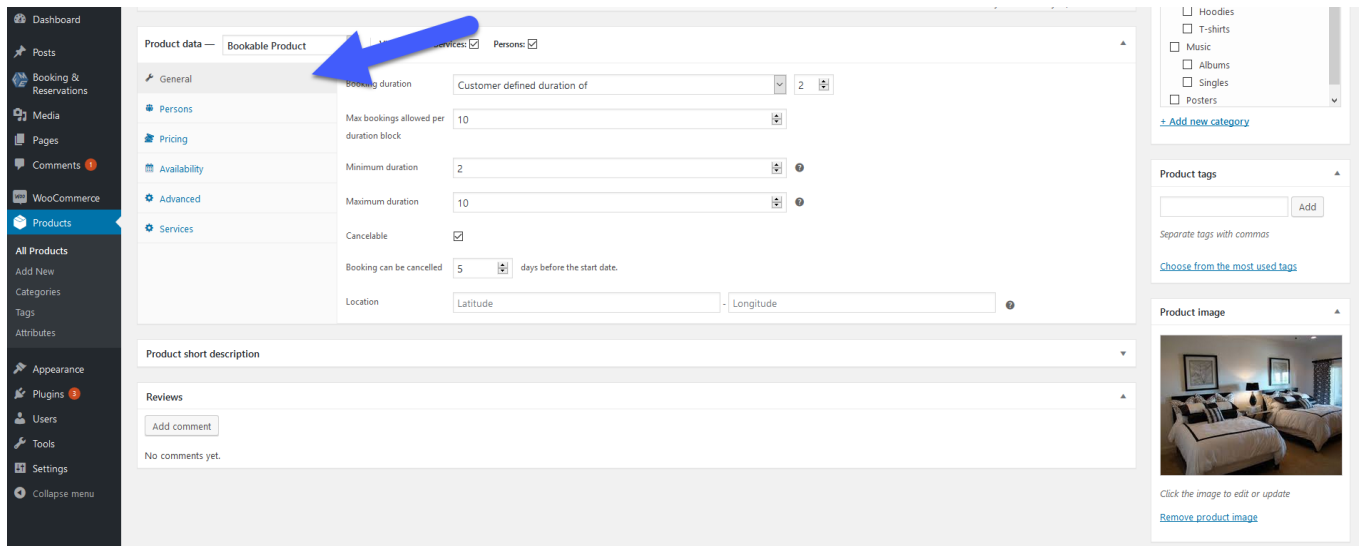 Dashboard
Posts
Booking &
Reservations
Media
Pages
Comments 1
WooCommerce
Products
All Products
Add New
Categories
Tags
Attributes
Appearance
Plugins 3
Users
Tools
Settings
Collapse menu
Product data — Bookable Product
Persons:
General
Persons
Pricing
Availability
Advanced
Services
Booking duration
Customer defined duration of
2
Max bookings allowed per
duration block
10
Minimum duration
2
Maximum duration
10
Cancelable
Booking can be cancelled
5
days before the start date.
Location
Latitude
-
Longitude
Product short description
Reviews
Add comment
No comments yet.
Hoodies
T-shirts
Music
Albums
Singles
Posters
+ Add new category
Product tags
Add
Separate tags with commas
Choose from the most used tags
Product image
Click the image to edit or update
Remove product image